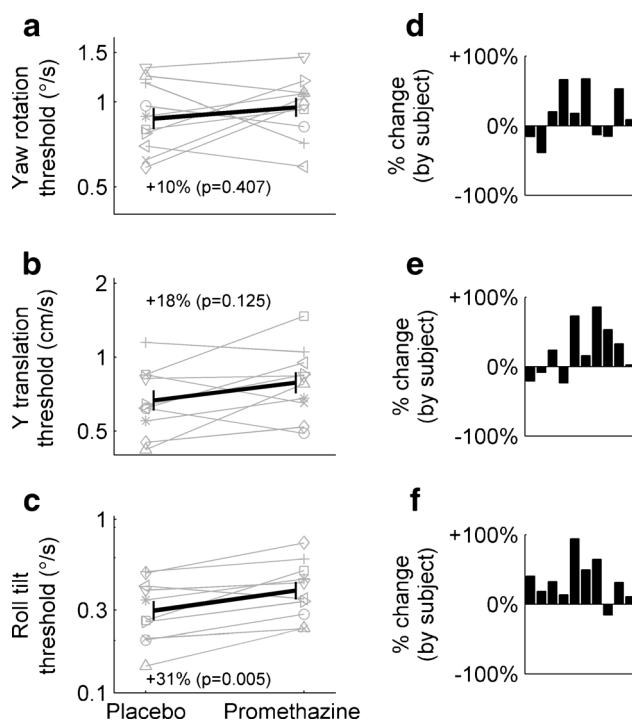 a
Yaw rotation
threshold (°/s)
1.5
1
0.5
+10% (p=0.407)
d
% change
(by subject)
+100%
0%
-100%
b
Y translation
threshold (cm/s)
2
1
0.5
+18% (p=0.125)
e
% change
(by subject)
+100%
0%
-100%
c
Roll tilt
threshold (°/s)
1
0.3
0.1
+31% (p=0.005)
Placebo Promethazine
f
% change
(by subject)
+100%
0%
-100%